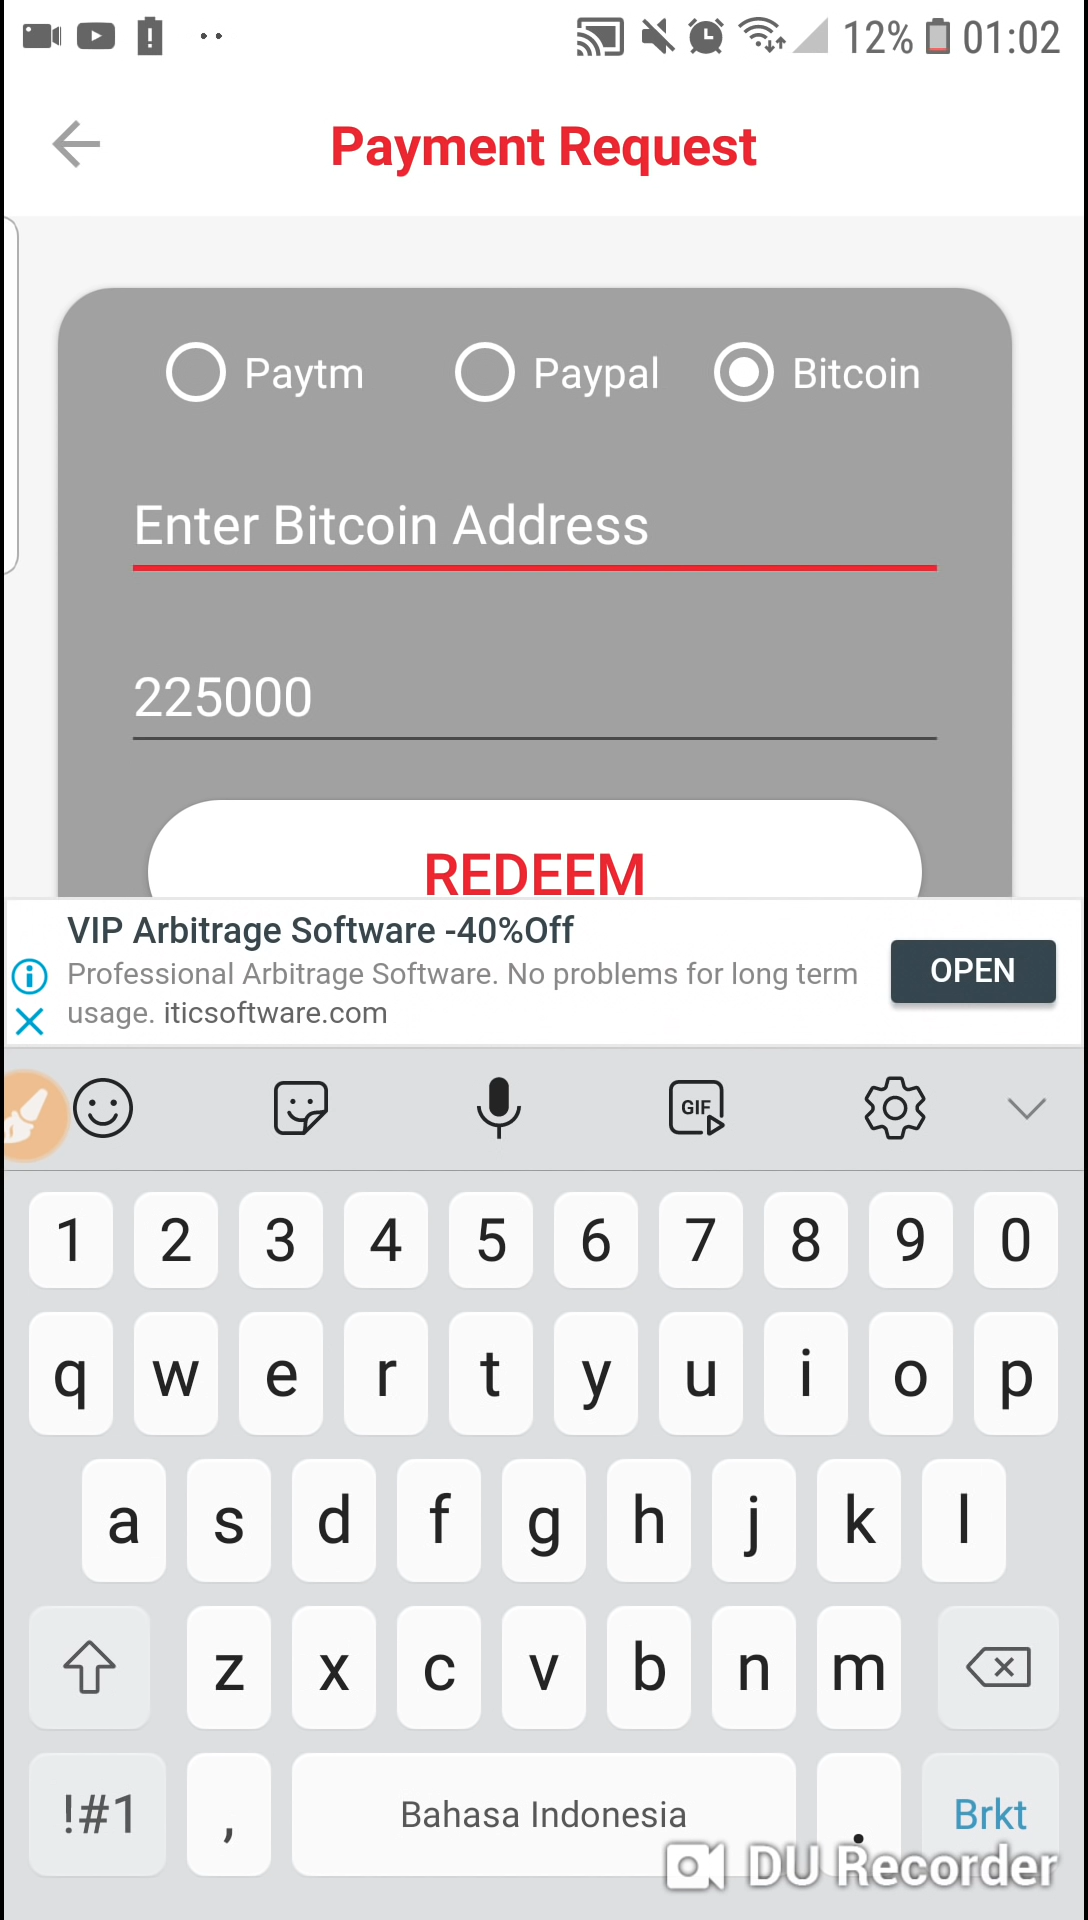 12% 01:02
Payment Request
Paytm Paypal Bitcoin
Enter Bitcoin Address
225000
REDEEM
VIP Arbitrage Software -40%Off
Professional Arbitrage Software. No problems for long term
usage. iticsoftware.com
OPEN
GIF
1 2 3 4 5 6 7 8 9 0
q w e r t y u i o p
a s d f g h j k l
z x c v b n m
!#1 , Bahasa Indonesia . Brkt
DU Recorder